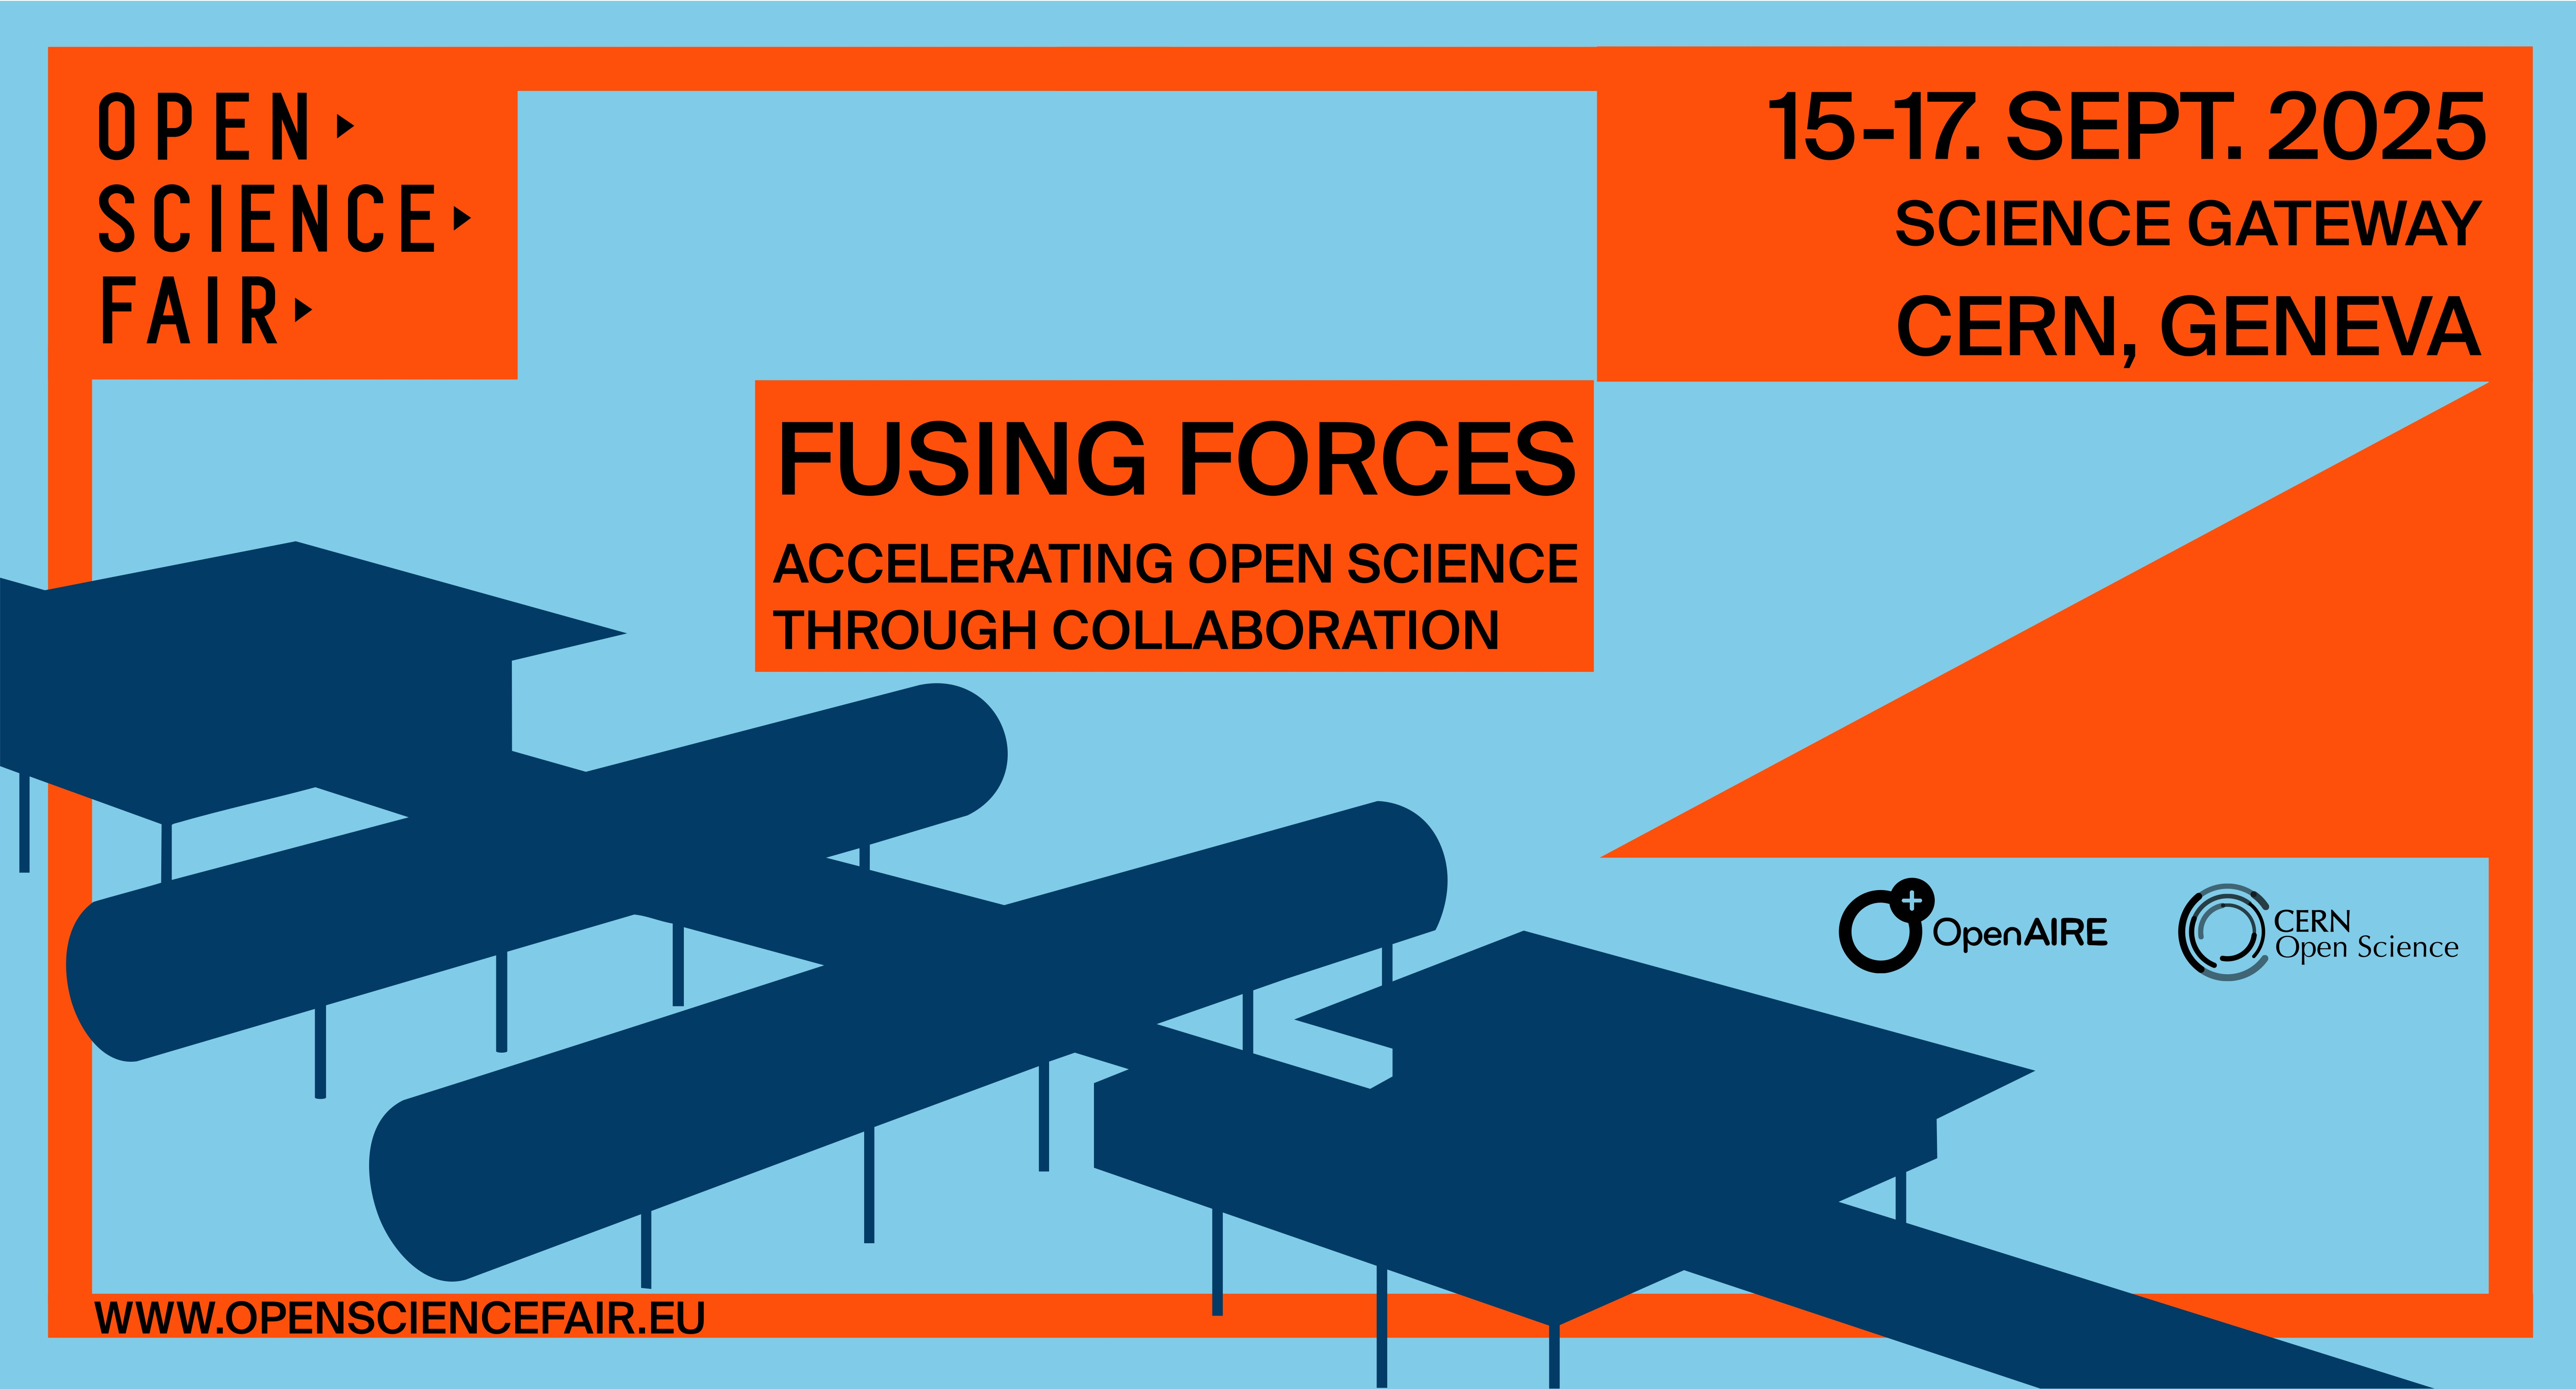 OPEN
SCIENCE
FAIR
15-17. SEPT. 2025
SCIENCE GATEWAY
CERN, GENEVA
FUSING FORCES
ACCELERATING OPEN SCIENCE
THROUGH COLLABORATION
OpenAIRE
CERN
Open Science
WWW.OPENSCIENCEFAIR.EU